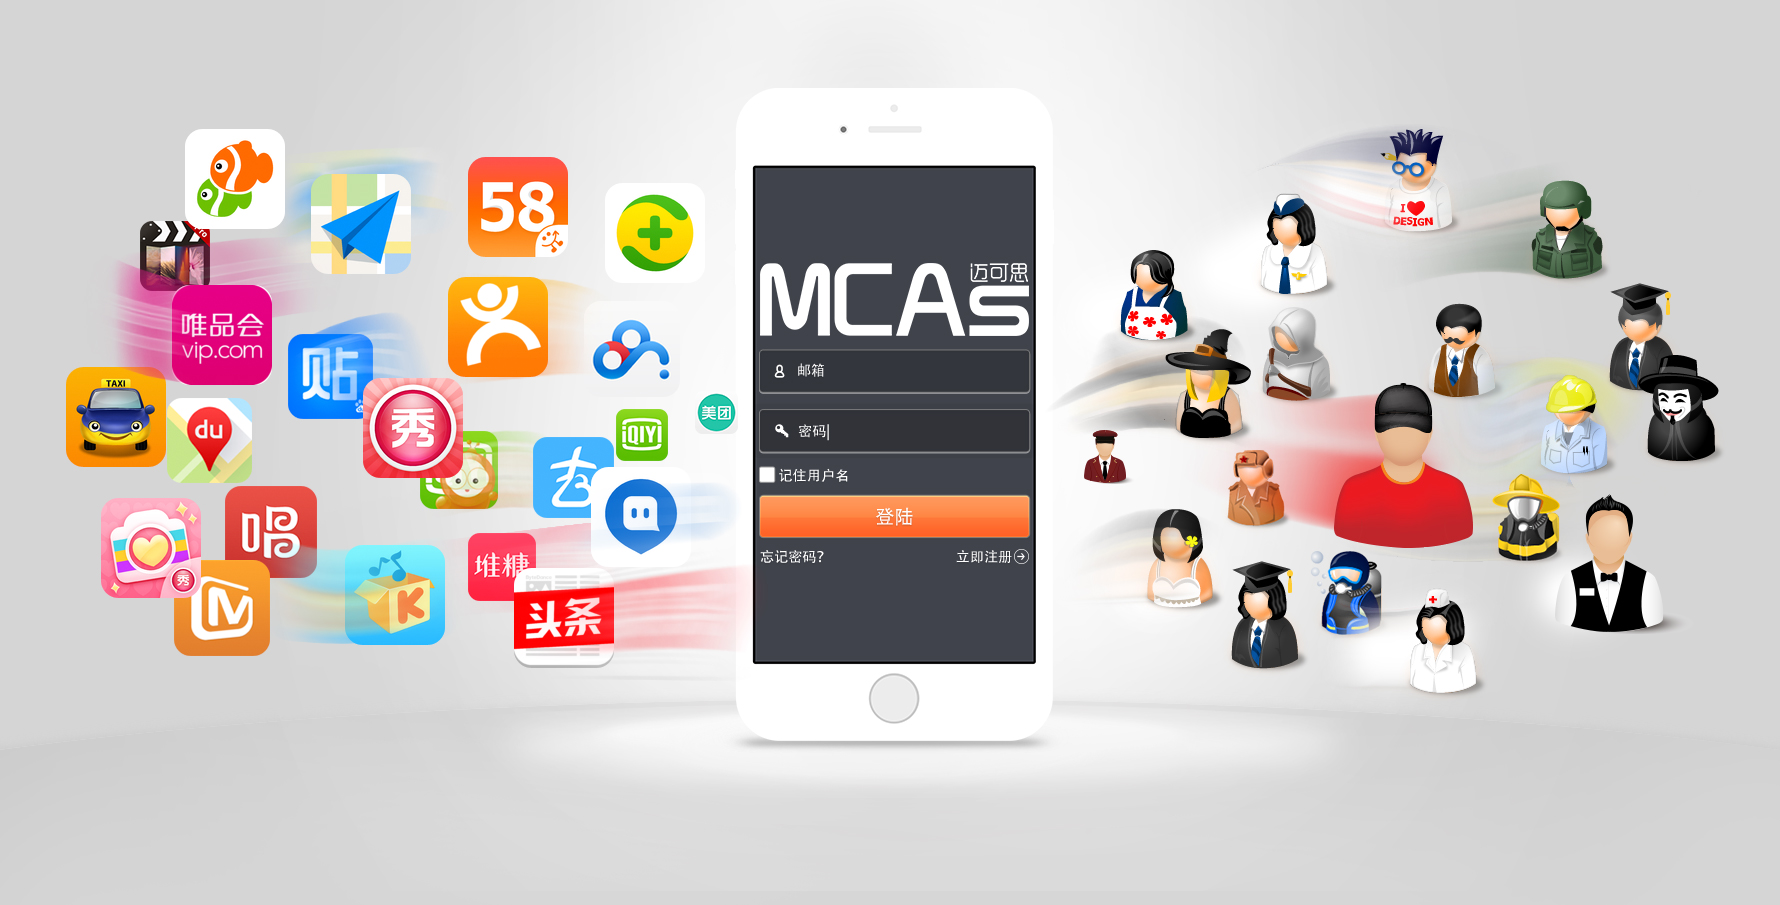 58
唯品会
vip.com
贴
TAXI
du
秀
iQIYI
美团
去
唱
秀
堆糖
K
头条
MCAs
迈可思
邮箱
密码
记住用户名
登陆
忘记密码?
立即注册
I
DESIGN